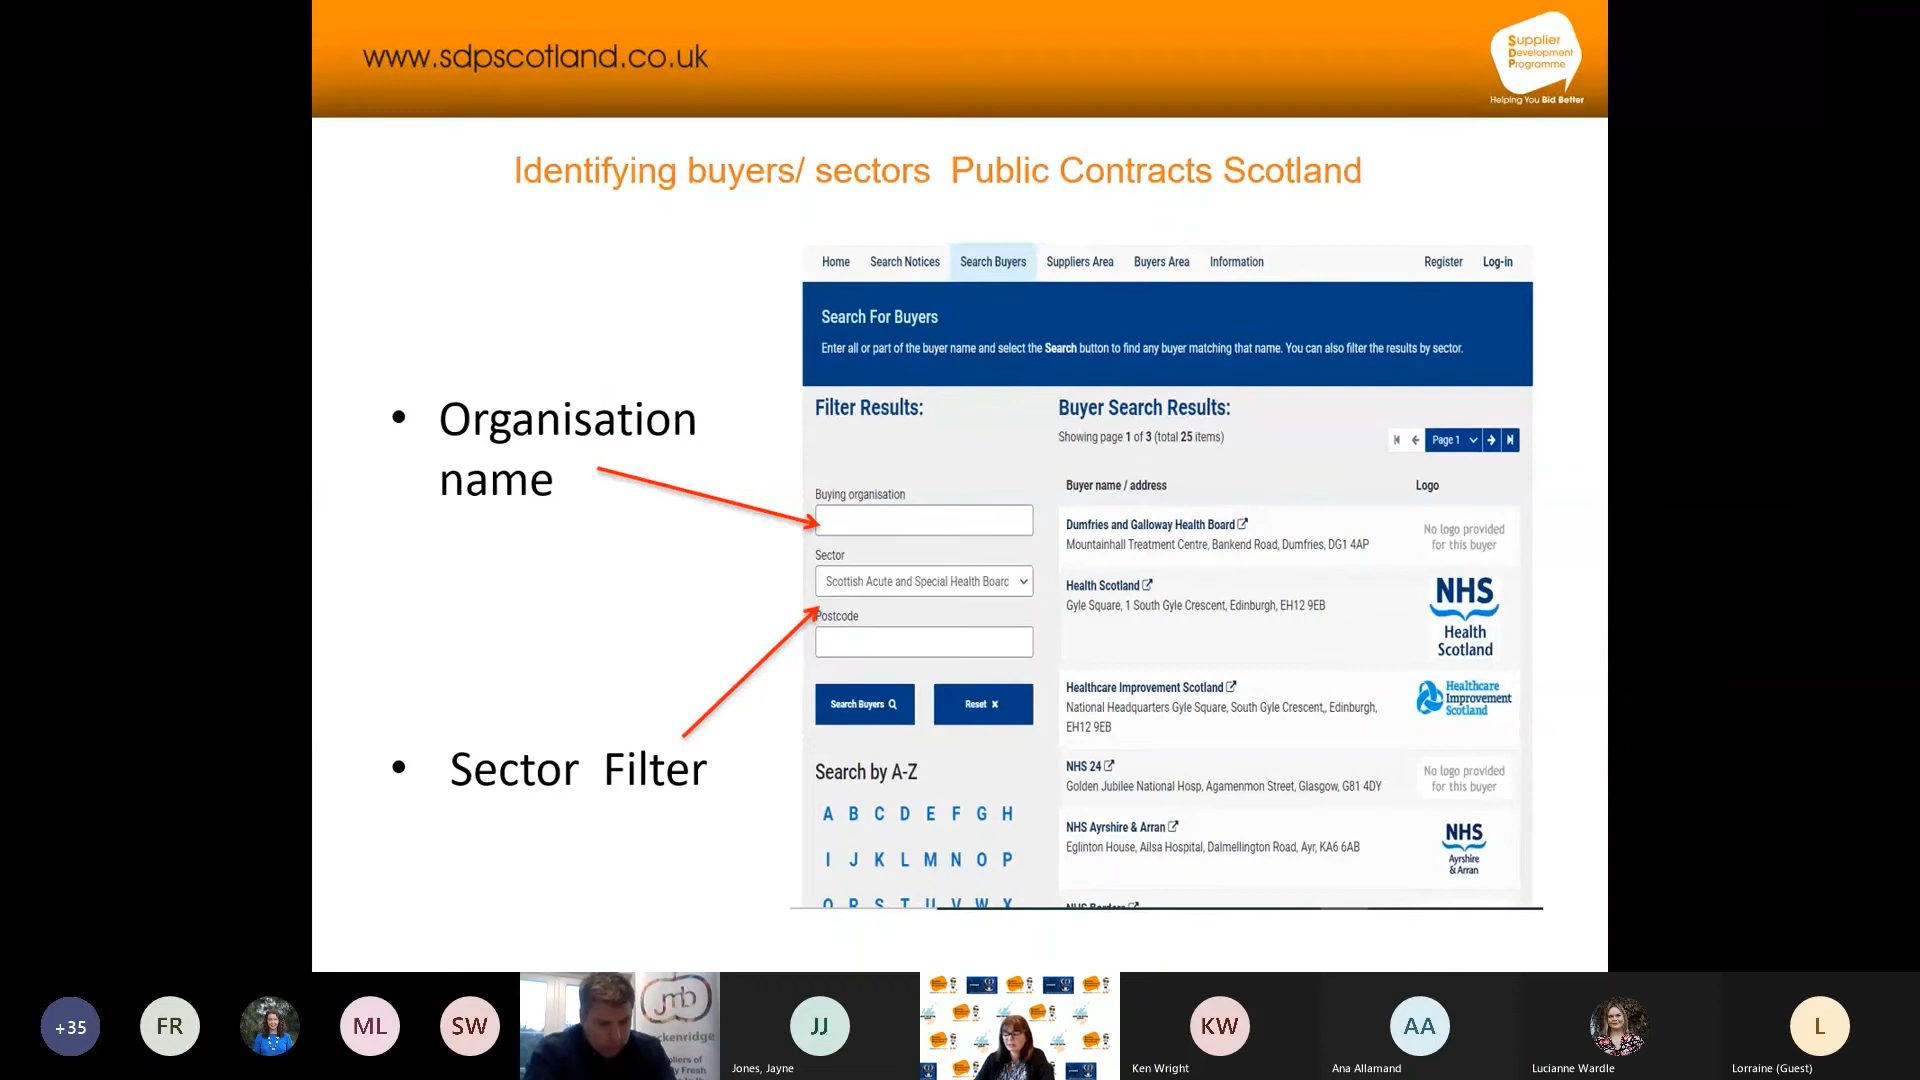 www.sdpscotland.co.uk
Supplier
Development
Programme
Helping You Bid Better
Identifying buyers/ sectors  Public Contracts Scotland
• Organisation
name
• Sector  Filter
Home Search Notices Search Buyers Suppliers Area Buyers Area Information Register Log-in
Search For Buyers
Enter all or part of the buyer name and select the Search button to find any buyer matching that name. You can also filter the results by sector.
Filter Results:
Buying organisation
Sector
Scottish Acute and Special Health Board
Postcode
Search Buyers
Reset
Search by A-Z
A B C D E F G H
I J K L M N O P
Q R S T U V W X
Buyer Search Results:
Showing page 1 of 3 (total 25 items)
Page 1
Buyer name / address Logo
Dumfries and Galloway Health Board
Mountainhall Treatment Centre, Bankend Road, Dumfries, DG1 4AP
No logo provided
for this buyer
Health Scotland
Gyle Square, 1 South Gyle Crescent, Edinburgh, EH12 9EB
NHS
Health
Scotland
Healthcare Improvement Scotland
National Headquarters Gyle Square, South Gyle Crescent,, Edinburgh,
EH12 9EB
Healthcare
Improvement
Scotland
NHS 24
Golden Jubilee National Hosp, Agamenmon Street, Glasgow, G81 4DY
No logo provided
for this buyer
NHS Ayrshire & Arran
Eglinton House, Ailsa Hospital, Dalmellington Road, Ayr, KA6 6AB
NHS
Ayrshire
& Arran
NHS Borders
+35
FR
ML
SW
jmb
ckenridge
pliers of
y Fresh
JJ
Jones, Jayne
KW
Ken Wright
AA
Ana Allamand
Lucianne Wardle
L
Lorraine (Guest)